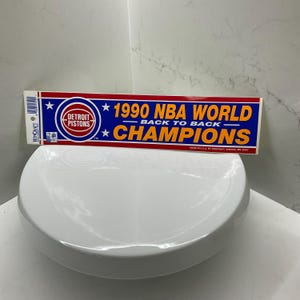 DETROIT
PISTONS
1990 NBA WORLD
BACK TO BACK
CHAMPIONS